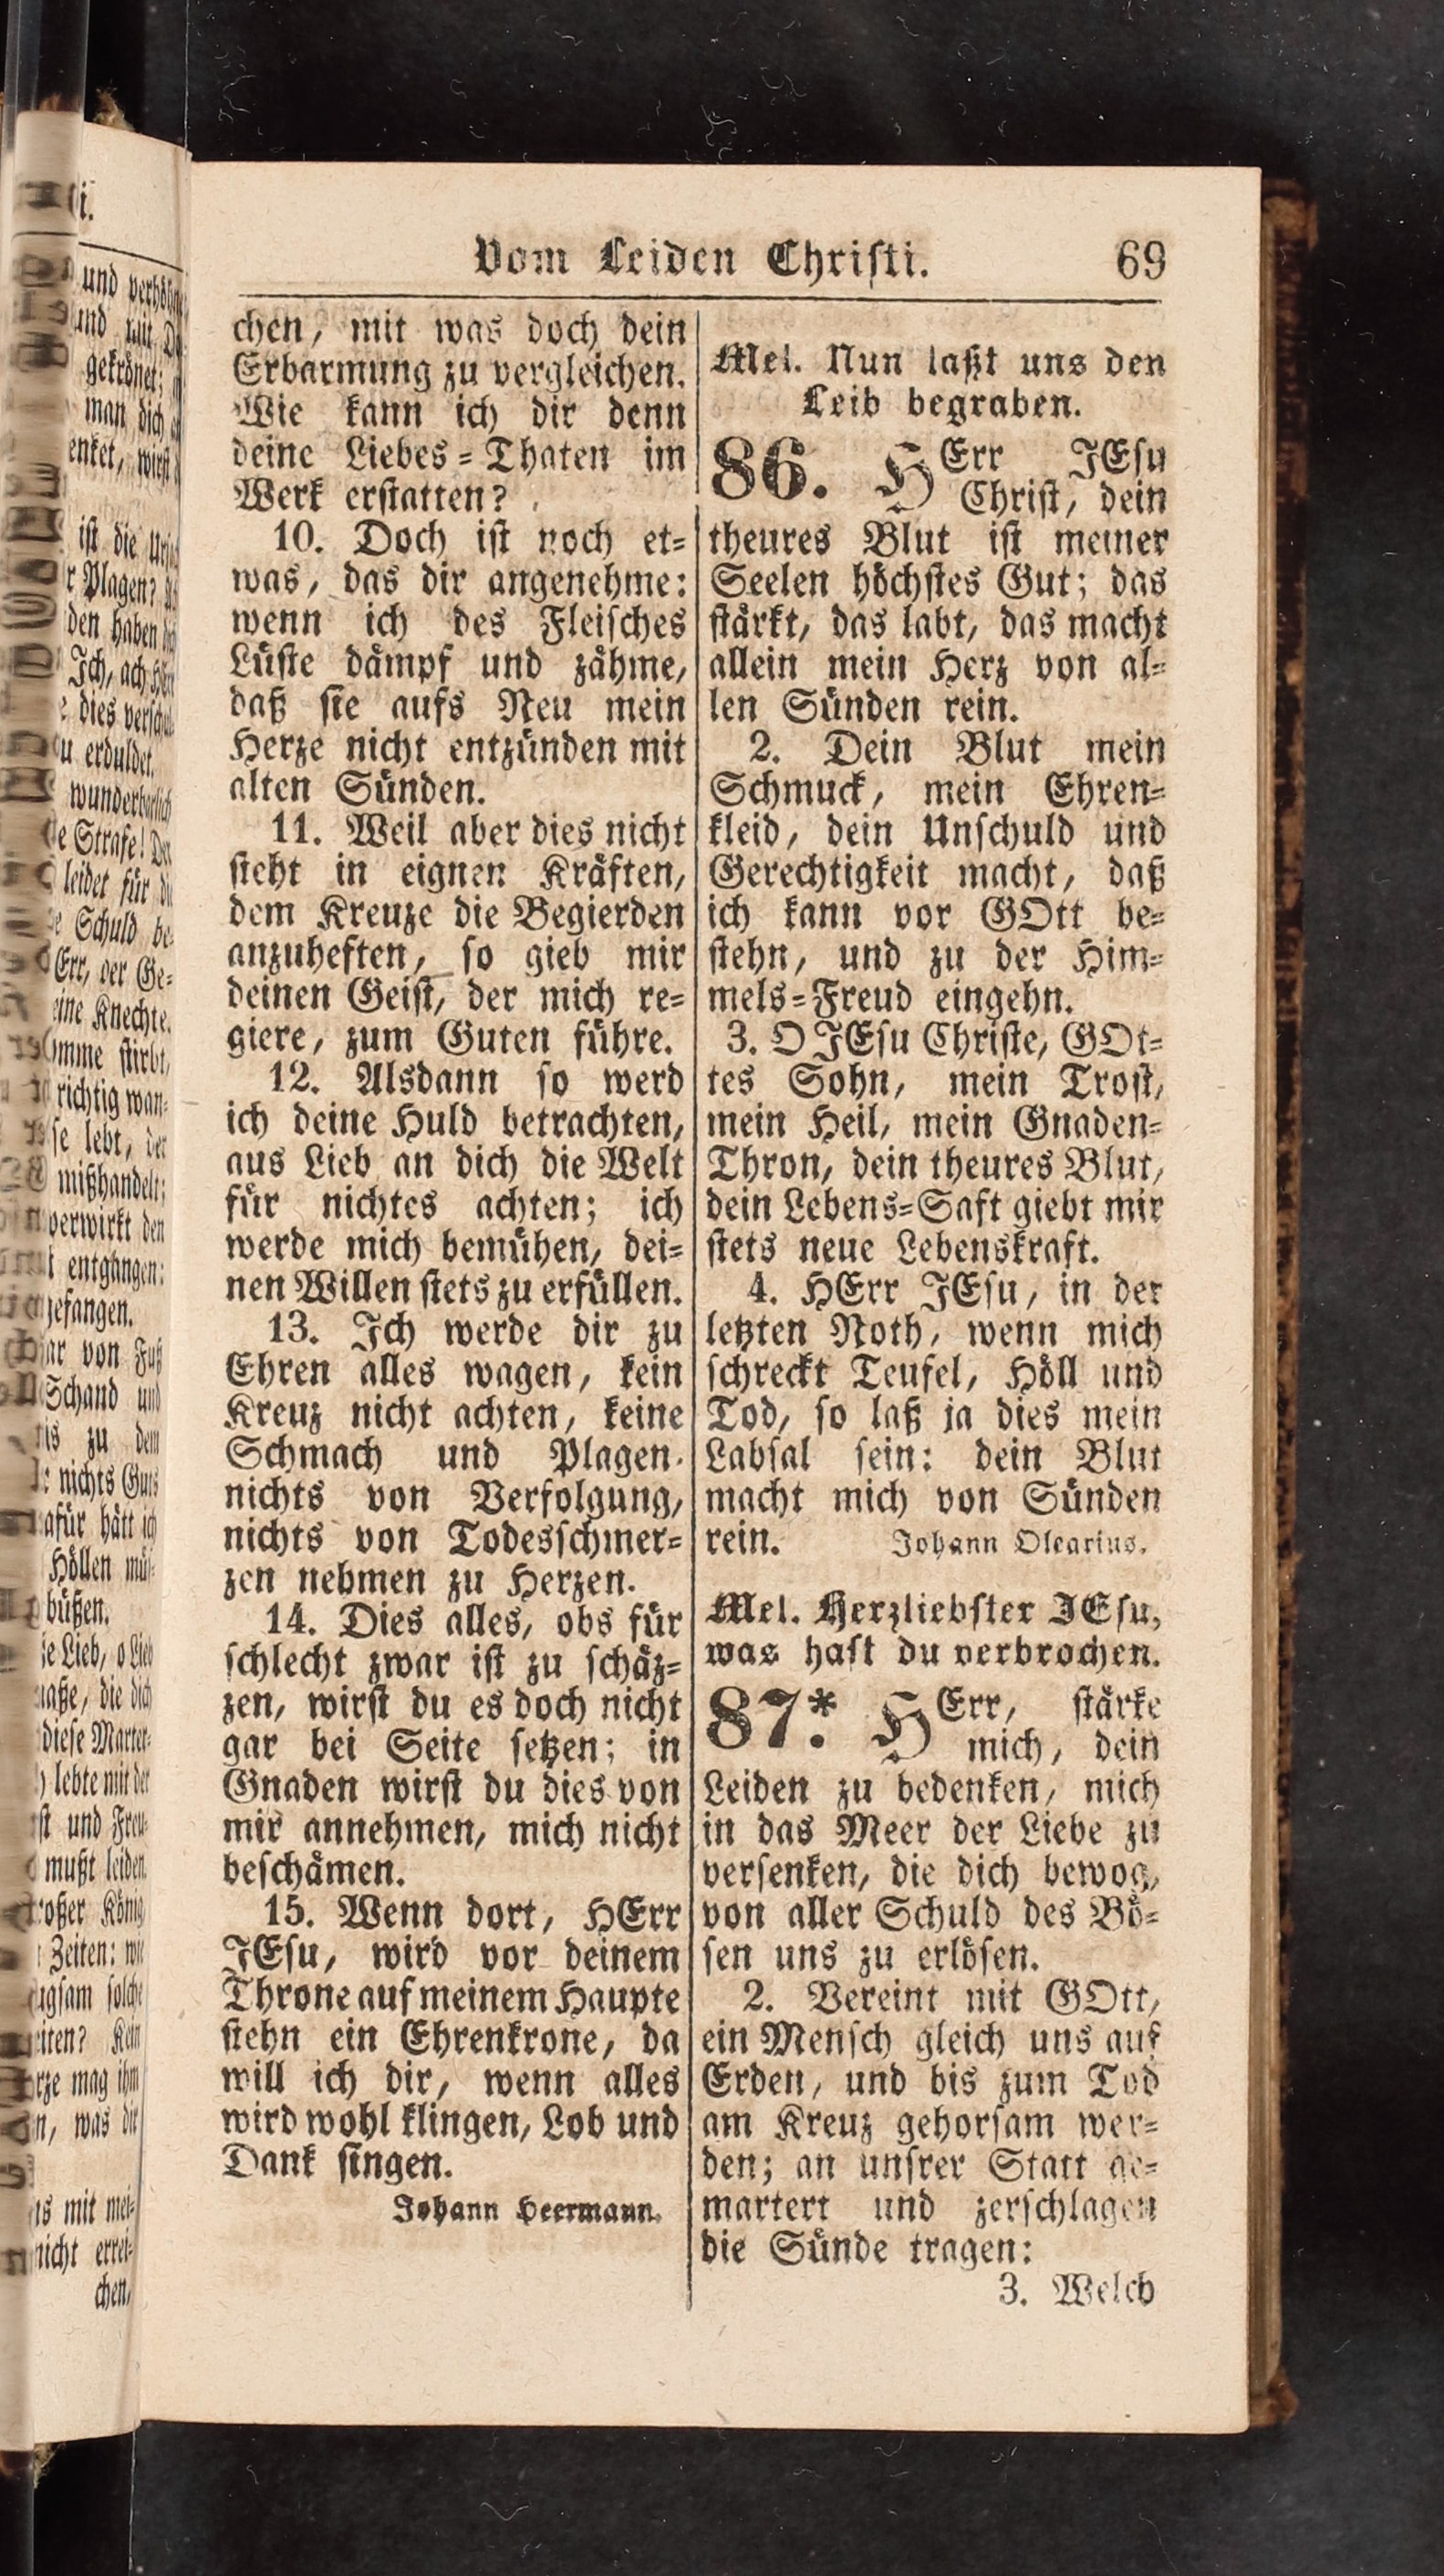 Vom Leiden Christi. 69
chen, mit was doch dein
Erbarmung zu vergleichen.
Wie kann ich dir denn
deine Liebes=Thaten im
Werk erstatten?
10. Doch ist noch et=
was, das dir angenehme:
wenn ich des Fleisches
Lüste dämpf und zähme,
daß sie aufs Neu mein
Herze nicht entzünden mit
alten Sünden.
11. Weil aber dies nicht
steht in eignen Kräften,
dem Kreuze die Begierden
anzuheften, so gieb mir
deinen Geist, der mich re=
giere, zum Guten führe.
12. Alsdann so werd
ich deine Huld betrachten,
aus Lieb an dich die Welt
für nichtes achten; ich
werde mich bemühen, dei=
nen Willen stets zu erfüllen.
13. Ich werde dir zu
Ehren alles wagen, kein
Kreuz nicht achten, keine
Schmach und Plagen,
nichts von Verfolgung,
nichts von Todesschmer=
zen nehmen zu Herzen.
14. Dies alles, obs für
schlecht zwar ist zu schäz=
zen, wirst du es doch nicht
gar bei Seite setzen; in
Gnaden wirst du dies von
mir annehmen, mich nicht
beschämen.
15. Wenn dort, HErr
JEsu, wird vor deinem
Throne auf meinem Haupte
stehn ein Ehrenkrone, da
will ich dir, wenn alles
wird wohl klingen, Lob und
Dank singen.
Johann Heermann.
Mel. Nun laßt uns den
Leib begraben.
86. HErr JEsu
Christ, dein
theures Blut ist meiner
Seelen höchstes Gut; das
stärkt, das labt, das macht
allein mein Herz von al=
len Sünden rein.
2. Dein Blut mein
Schmuck, mein Ehren=
kleid, dein Unschuld und
Gerechtigkeit macht, daß
ich kann vor GOtt be=
stehn, und zu der Him=
mels=Freud eingehn.
3. O JEsu Christe, GOt=
tes Sohn, mein Trost,
mein Heil, mein Gnaden=
Thron, dein theures Blut,
dein Lebens=Saft giebt mir
stets neue Lebenskraft.
4. HErr JEsu, in der
letzten Noth, wenn mich
schreckt Teufel, Höll und
Tod, so laß ja dies mein
Labsal sein: dein Blut
macht mich von Sünden
rein. Johann Olearius.
Mel. Herzliebster JEsu,
was hast du verbrochen.
87.* HErr, stärke
mich, dein
Leiden zu bedenken, mich
in das Meer der Liebe zu
versenken, die dich bewog,
von aller Schuld des Bö=
sen uns zu erlösen.
2. Vereint mit GOtt,
ein Mensch gleich uns auf
Erden, und bis zum Tod
am Kreuz gehorsam wer=
den; an unsrer Statt ge=
martert und zerschlagen
die Sünde tragen:
3. Welch